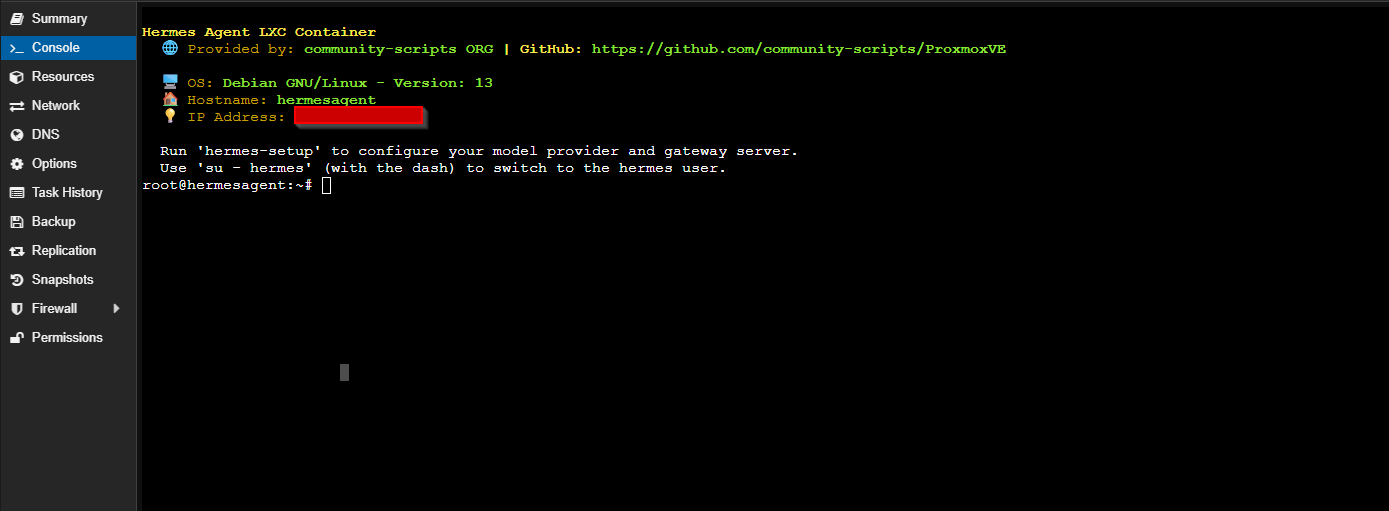 Summary
Console
Resources
Network
DNS
Options
Task History
Backup
Replication
Snapshots
Firewall
Permissions
Hermes Agent LXC Container
Provided by: community-scripts ORG | GitHub: https://github.com/community-scripts/ProxmoxVE
OS: Debian GNU/Linux - Version: 13
Hostname: hermesagent
IP Address:
Run 'hermes-setup' to configure your model provider and gateway server.
Use 'su - hermes' (with the dash) to switch to the hermes user.
root@hermesagent:~#